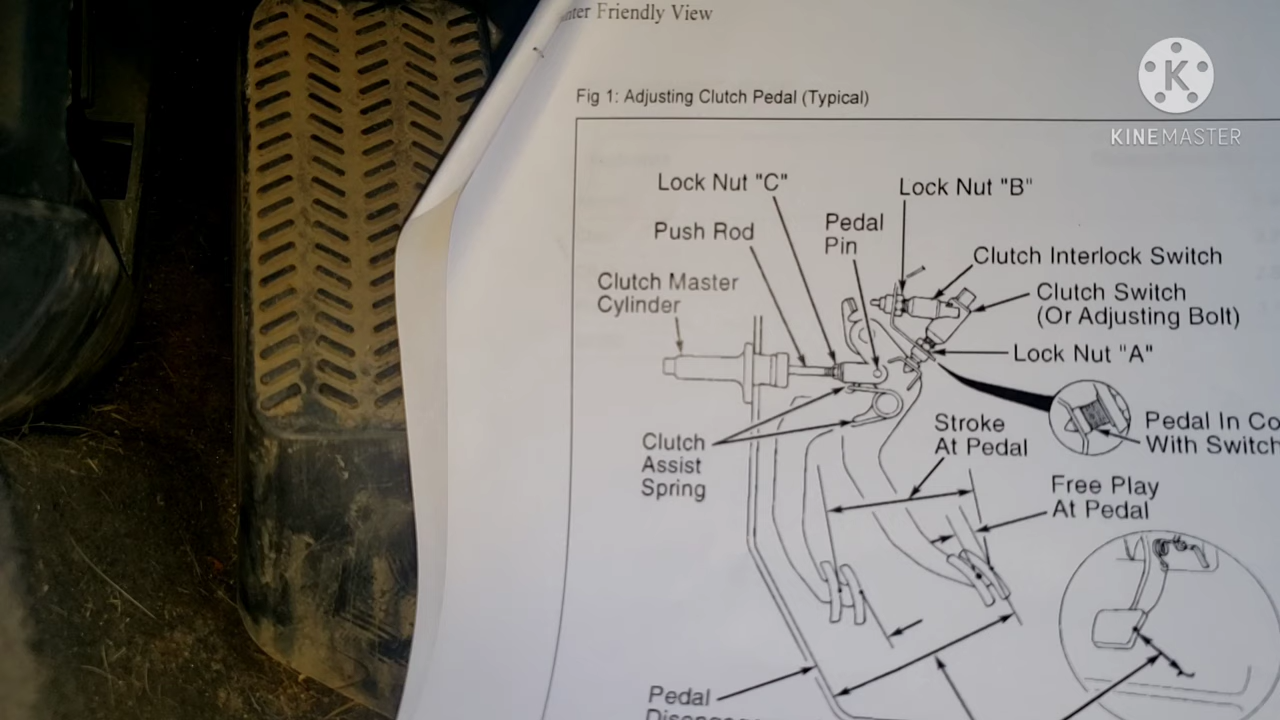 Friendly View
K
KINEMASTER
Fig 1: Adjusting Clutch Pedal (Typical)
Lock Nut "C"
Lock Nut "B"
Push Rod
Pedal
Pin
Clutch Interlock Switch
Clutch Master
Cylinder
Clutch Switch
(Or Adjusting Bolt)
Lock Nut "A"
Clutch
Assist
Spring
Stroke
At Pedal
Pedal In Co
With Switch
Free Play
At Pedal
Pedal